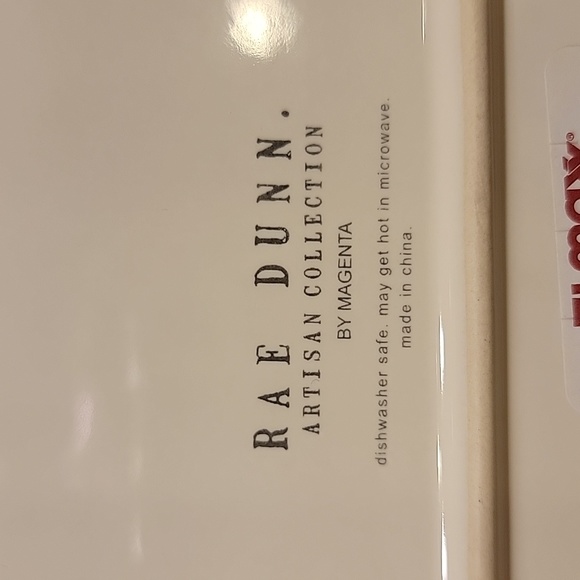 RAE DUNN.
ARTISAN COLLECTION
BY MAGENTA
dishwasher safe. may get hot in microwave.
made in china.